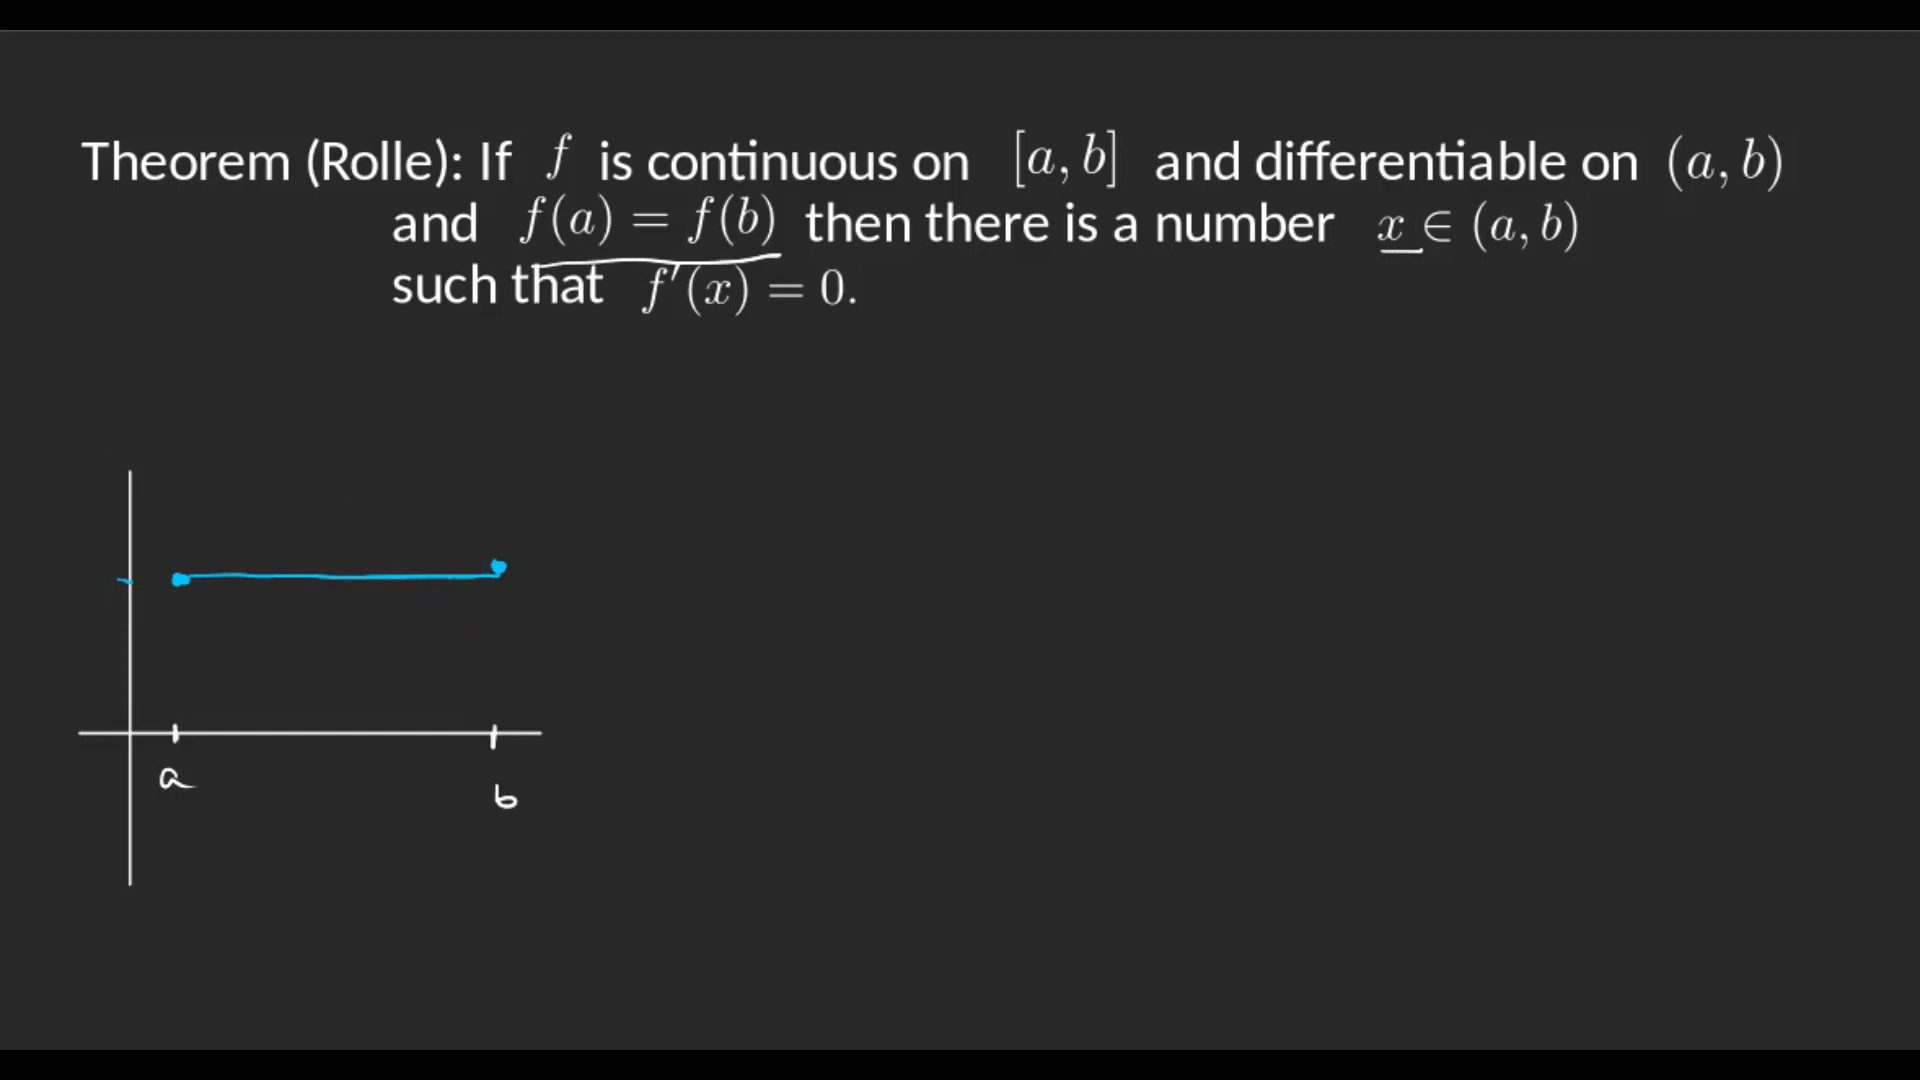 Theorem (Rolle): If f is continuous on [a, b] and differentiable on (a, b)
and f(a) = f(b) then there is a number x ∈ (a, b)
such that f′(x) = 0.
a
b